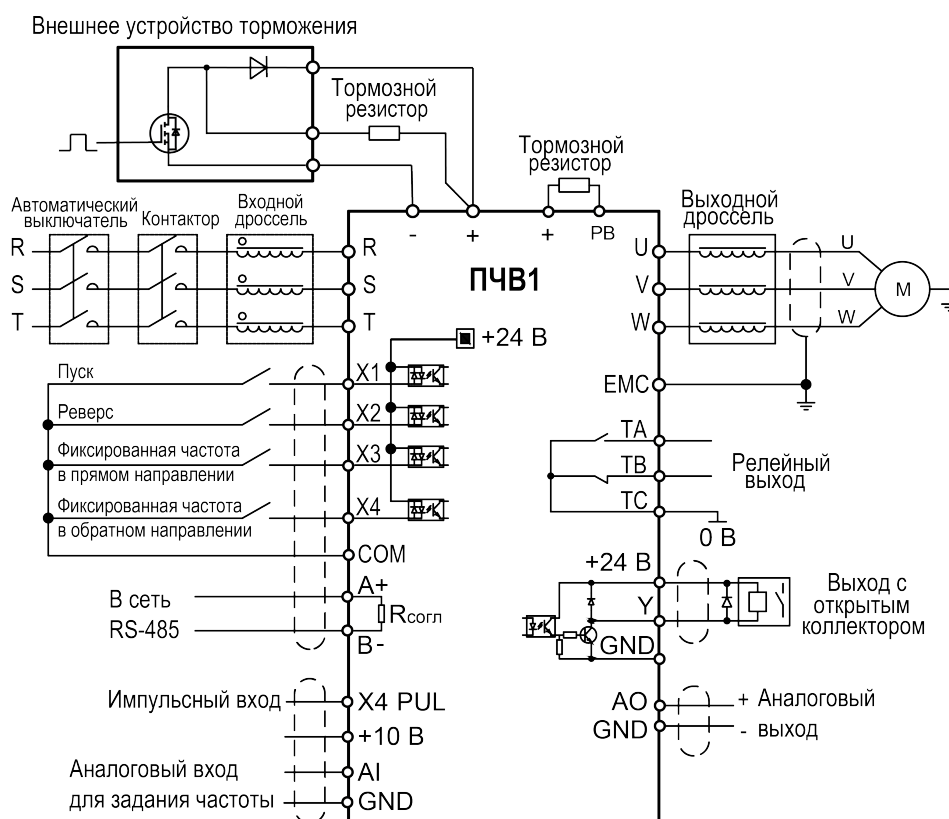 Внешнее устройство торможения
Тормозной
резистор
Тормозной
резистор
Автоматический
выключатель
Контактор
Входной
дроссель
Выходной
дроссель
-
+
+
PB
R
S
T
R
S
T
ПЧВ1
U
V
W
U
V
W
M
+24 В
EMC
Пуск
X1
Реверс
X2
Фиксированная частота
в прямом направлении
X3
Фиксированная частота
в обратном направлении
X4
COM
TA
TB
TC
Релейный
выход
0 В
В сеть
RS-485
A+
B-
Rсогл
+24 В
Y
GND
Выход с
открытым
коллектором
Импульсный вход
X4 PUL
+10 В
Аналоговый вход
для задания частоты
AI
GND
AO
GND
+ Аналоговый
- выход